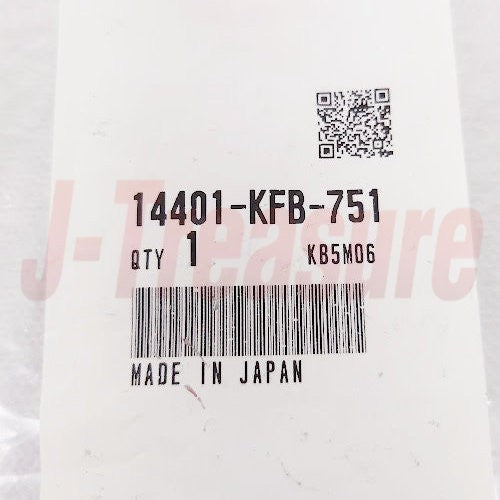 14401-KFB-751
J-Treasure
QTY 1 KB5M06
MADE IN JAPAN